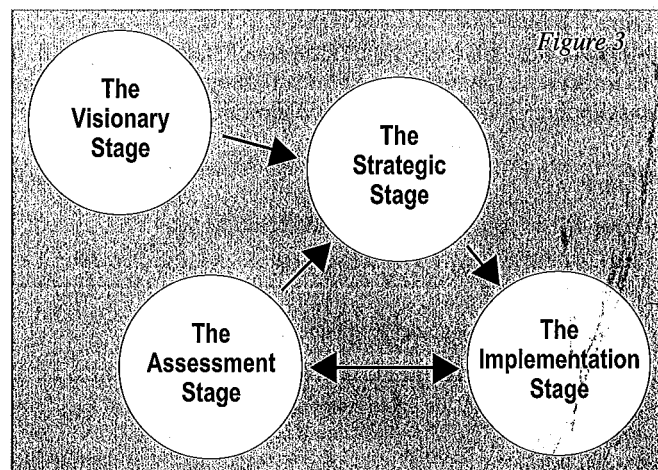 Figure 3
The
Visionary
Stage
The
Strategic
Stage
The
Assessment
Stage
The
Implementation
Stage